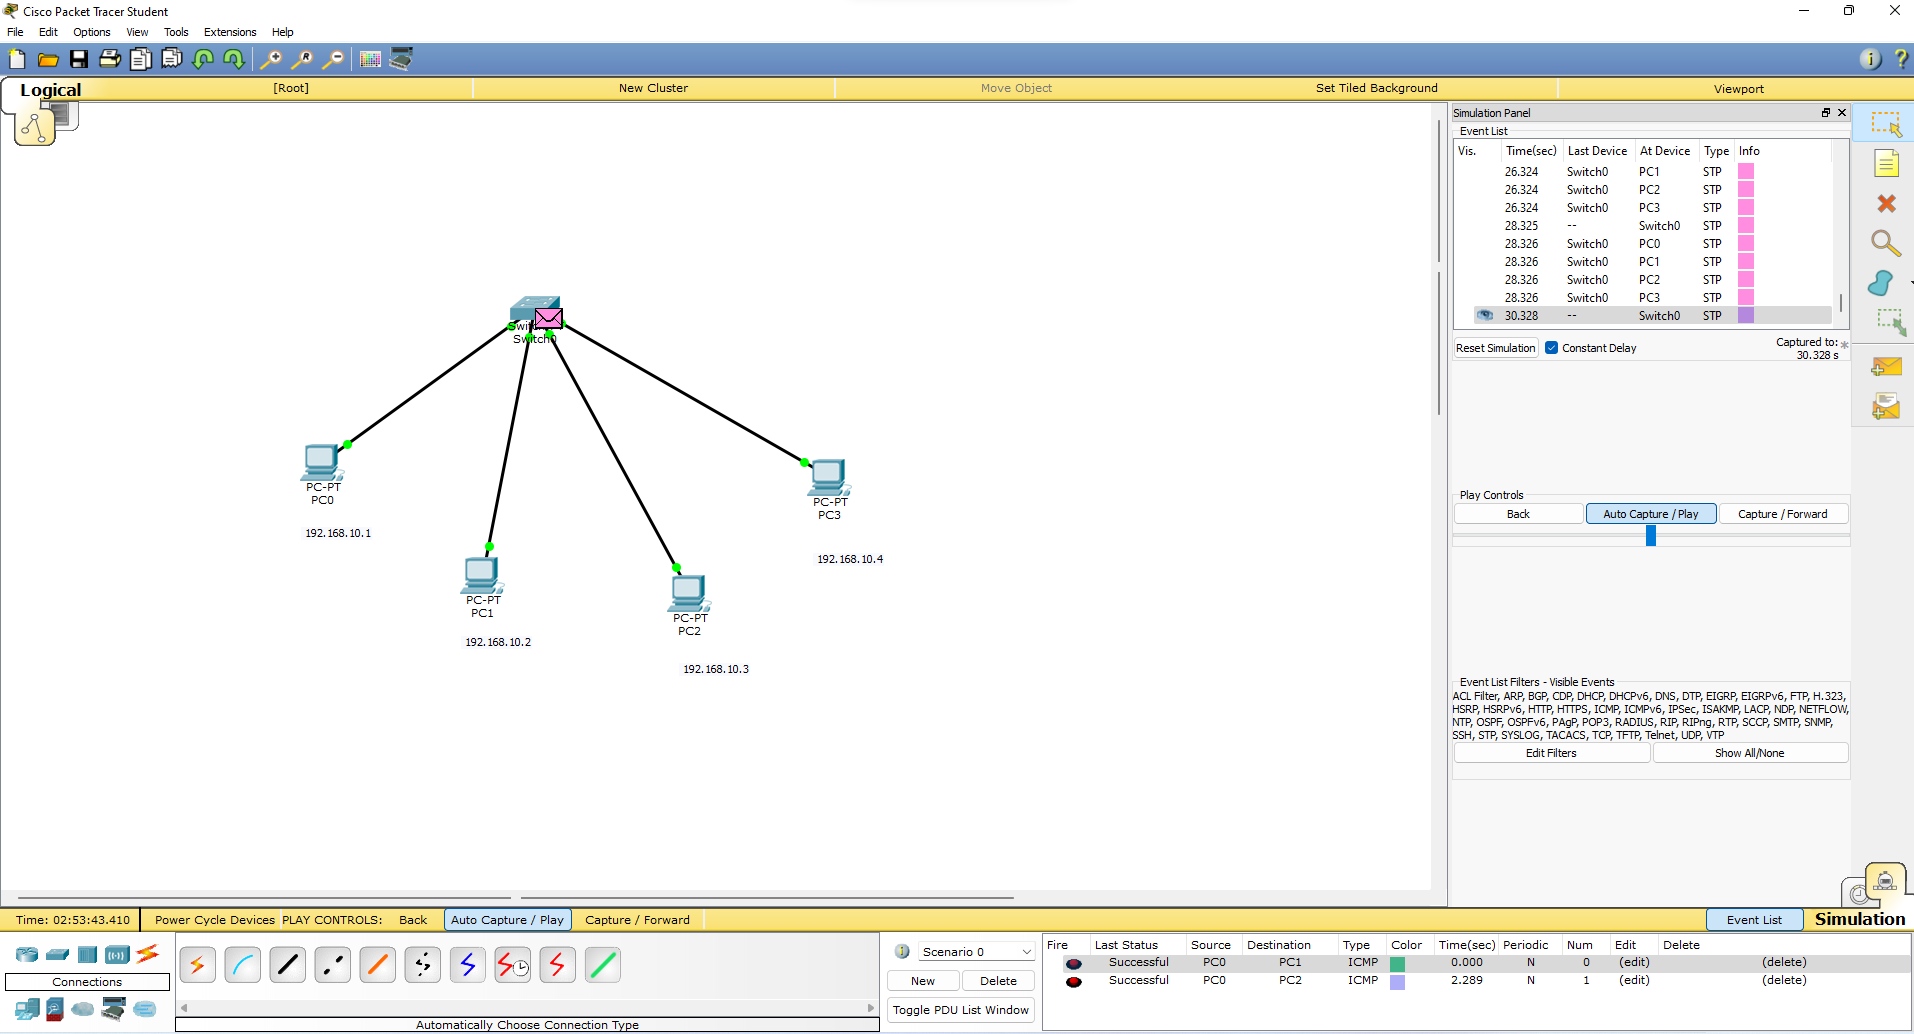 Cisco Packet Tracer Student
File Edit Options View Tools Extensions Help
Logical [Root] New Cluster Move Object Set Tiled Background Viewport
Simulation Panel
Event List
Vis. Time(sec) Last Device At Device Type Info
26.324 Switch0 PC1 STP
26.324 Switch0 PC2 STP
26.324 Switch0 PC3 STP
28.325 -- Switch0 STP
28.326 Switch0 PC0 STP
28.326 Switch0 PC1 STP
28.326 Switch0 PC2 STP
28.326 Switch0 PC3 STP
30.328 -- Switch0 STP
Reset Simulation Constant Delay Captured to: *
30.328 s
Switch0
PC-PT
PC0
192.168.10.1
PC-PT
PC1
192.168.10.2
PC-PT
PC2
192.168.10.3
PC-PT
PC3
192.168.10.4
Play Controls
Back Auto Capture / Play Capture / Forward
Event List Filters - Visible Events
ACL Filter, ARP, BGP, CDP, DHCP, DHCPv6, DNS, DTP, EIGRP, EIGRPv6, FTP, H.323,
HSRP, HSRPv6, HTTP, HTTPS, ICMP, ICMPv6, IPSec, ISAKMP, LACP, NDP, NETFLOW,
NTP, OSPF, OSPFv6, PAgP, POP3, RADIUS, RIP, RIPng, RTP, SCCP, SMTP, SNMP,
SSH, STP, SYSLOG, TACACS, TCP, TFTP, Telnet, UDP, VTP
Edit Filters Show All/None
Time: 02:53:43.410 Power Cycle Devices PLAY CONTROLS: Back Auto Capture / Play Capture / Forward Event List Simulation
Connections
Automatically Choose Connection Type
Scenario 0
New Delete
Toggle PDU List Window
Fire Last Status Source Destination Type Color Time(sec) Periodic Num Edit Delete
Successful PC0 PC1 ICMP 0.000 N 0 (edit) (delete)
Successful PC0 PC2 ICMP 2.289 N 1 (edit) (delete)